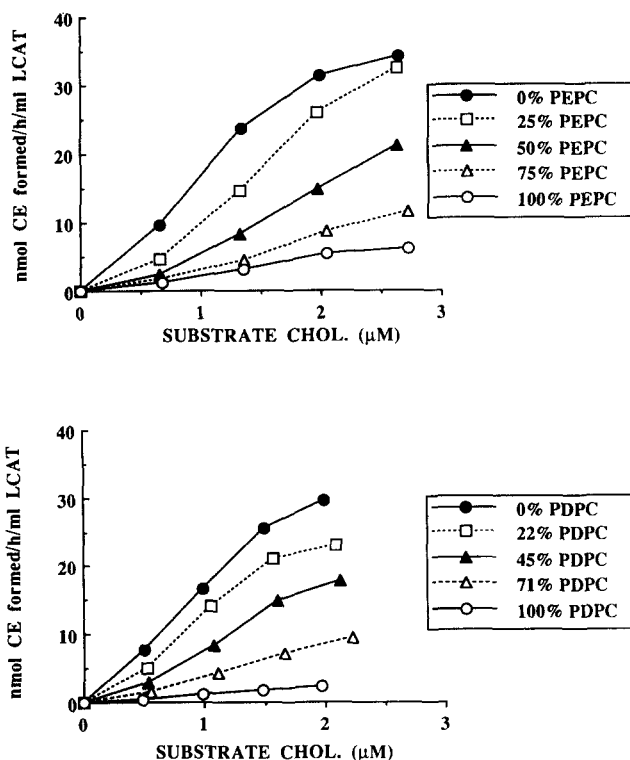 40
30
20
10
0
nmol CE formed/h/ml LCAT
0
1
2
3
SUBSTRATE CHOL. (μM)
0% PEPC
25% PEPC
50% PEPC
75% PEPC
100% PEPC
40
30
20
10
0
nmol CE formed/h/ml LCAT
0
1
2
3
SUBSTRATE CHOL. (μM)
0% PDPC
22% PDPC
45% PDPC
71% PDPC
100% PDPC